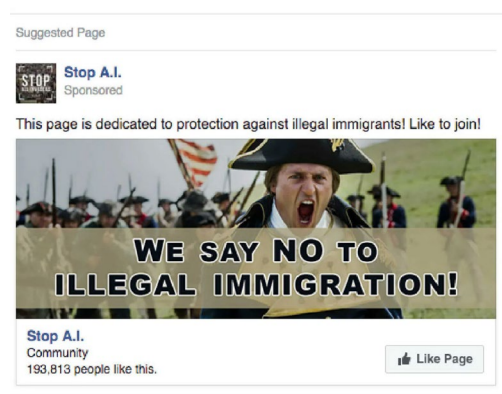 Suggested Page
STOP
Stop A.I.
Sponsored
This page is dedicated to protection against illegal immigrants! Like to join!
WE SAY NO TO
ILLEGAL IMMIGRATION!
Stop A.I.
Community
193,813 people like this.
Like Page